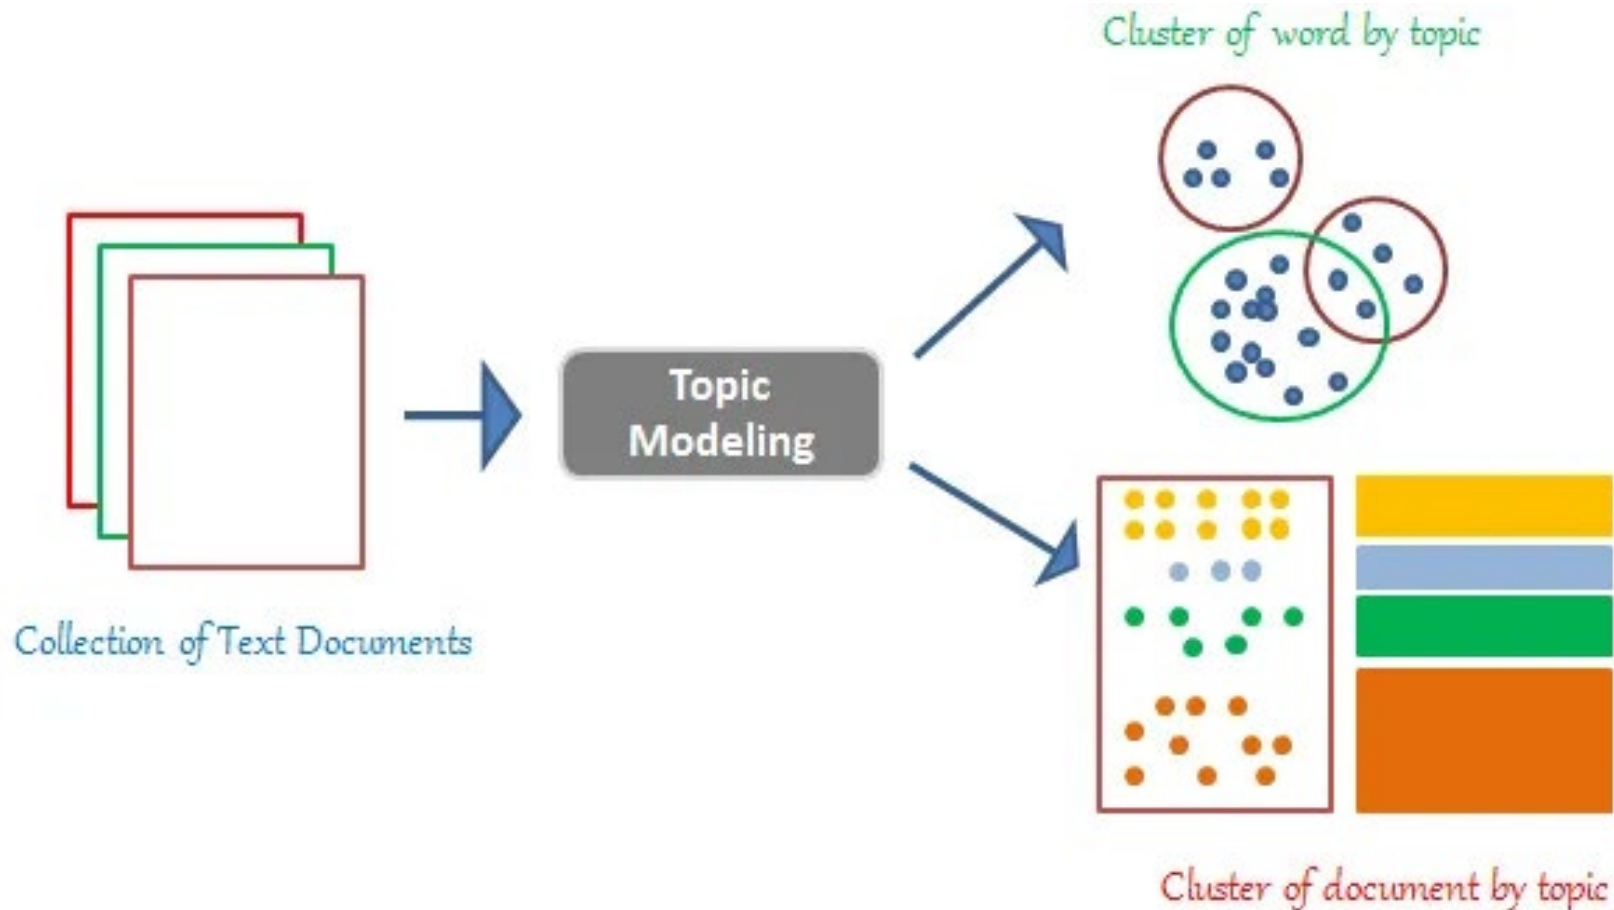 Cluster of word by topic
Topic
Modeling
Collection of Text Documents
Cluster of document by topic